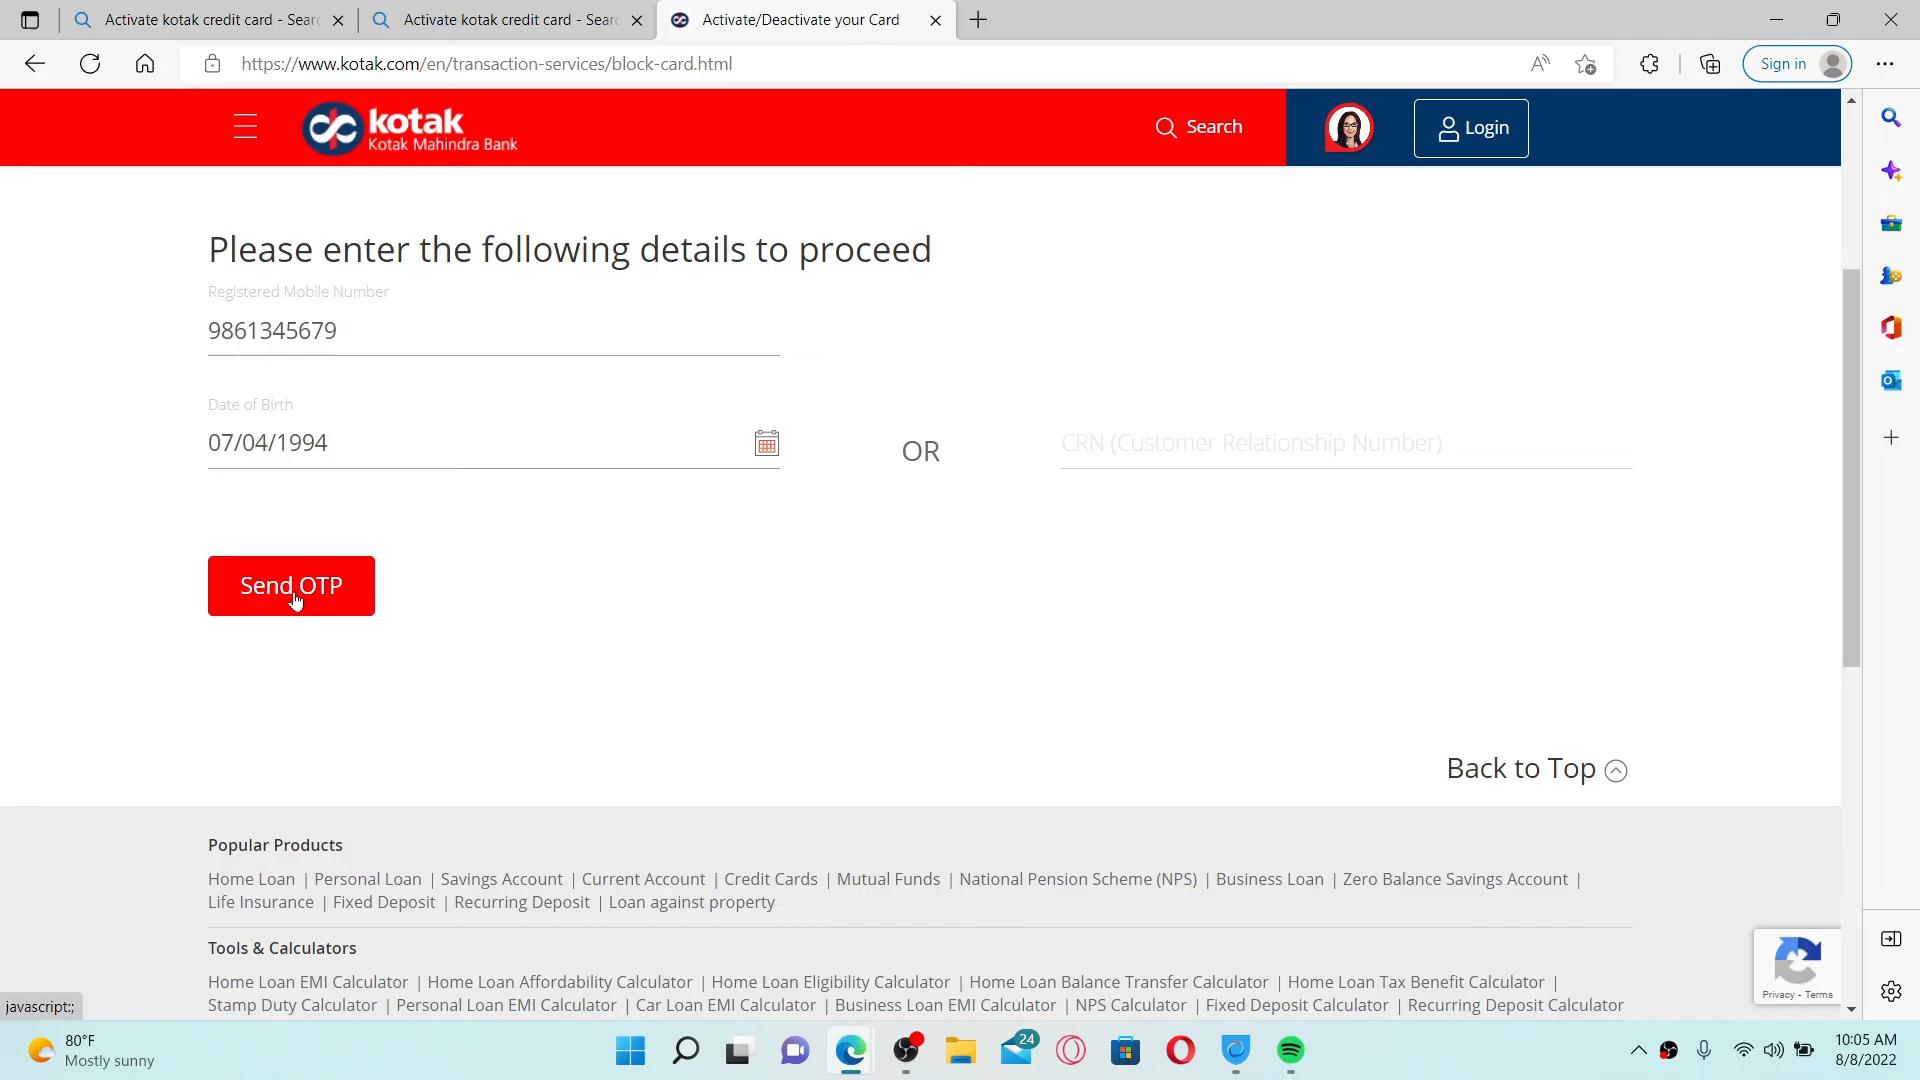 Activate kotak credit card - Sear
Activate kotak credit card - Sear
Activate/Deactivate your Card
https://www.kotak.com/en/transaction-services/block-card.html
Sign in
kotak
Kotak Mahindra Bank
Search
Login
Please enter the following details to proceed
Registered Mobile Number
9861345679
Date of Birth
07/04/1994
OR
CRN (Customer Relationship Number)
Send OTP
Back to Top
Popular Products
Home Loan | Personal Loan | Savings Account | Current Account | Credit Cards | Mutual Funds | National Pension Scheme (NPS) | Business Loan | Zero Balance Savings Account |
Life Insurance | Fixed Deposit | Recurring Deposit | Loan against property
Tools & Calculators
Home Loan EMI Calculator | Home Loan Affordability Calculator | Home Loan Eligibility Calculator | Home Loan Balance Transfer Calculator | Home Loan Tax Benefit Calculator |
Stamp Duty Calculator | Personal Loan EMI Calculator | Car Loan EMI Calculator | Business Loan EMI Calculator | NPS Calculator | Fixed Deposit Calculator | Recurring Deposit Calculator
Privacy - Terms
javascript:;
80°F
Mostly sunny
24
10:05 AM
8/8/2022